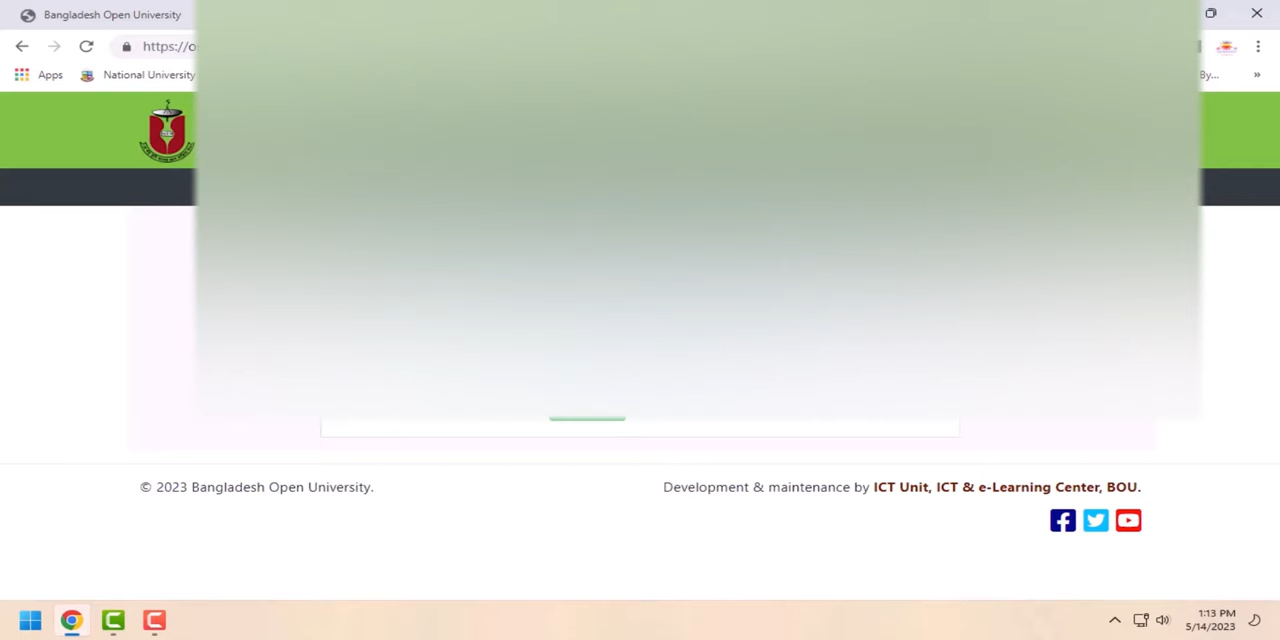 Bangladesh Open University
https://o
Apps
National University
By...
»
© 2023 Bangladesh Open University.
Development & maintenance by ICT Unit, ICT & e-Learning Center, BOU.
1:13 PM
5/14/2023